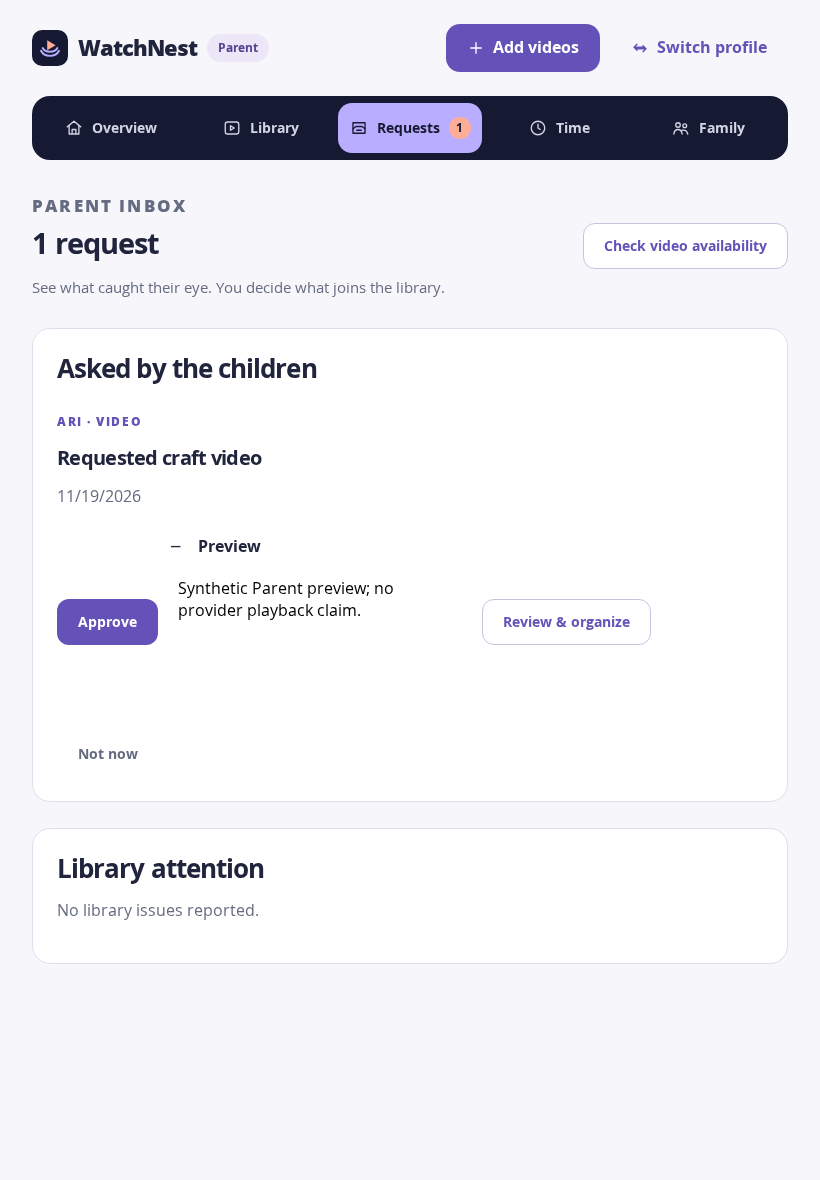 WatchNest
Parent
Add videos
Switch profile
Overview
Library
Requests 1
Time
Family
PARENT INBOX
1 request
Check video availability
See what caught their eye. You decide what joins the library.
Asked by the children
ARI · VIDEO
Requested craft video
11/19/2026
Preview
Synthetic Parent preview; no
provider playback claim.
Approve
Review & organize
Not now
Library attention
No library issues reported.